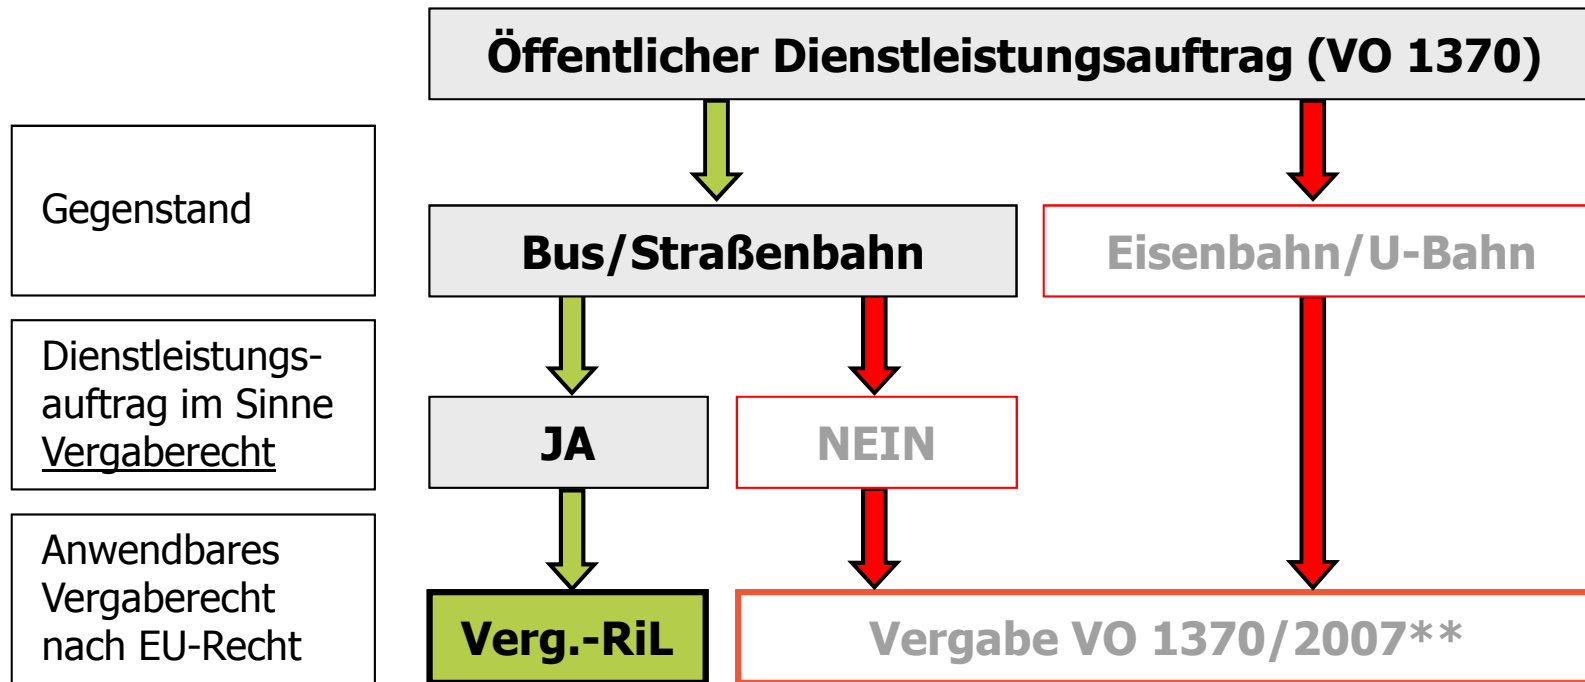 Öffentlicher Dienstleistungsauftrag (VO 1370)
Gegenstand
Bus/Straßenbahn
Eisenbahn/U-Bahn
Dienstleistungs-
auftrag im Sinne
Vergaberecht
JA
NEIN
Anwendbares
Vergaberecht
nach EU-Recht
Verg.-RiL
Vergabe VO 1370/2007**